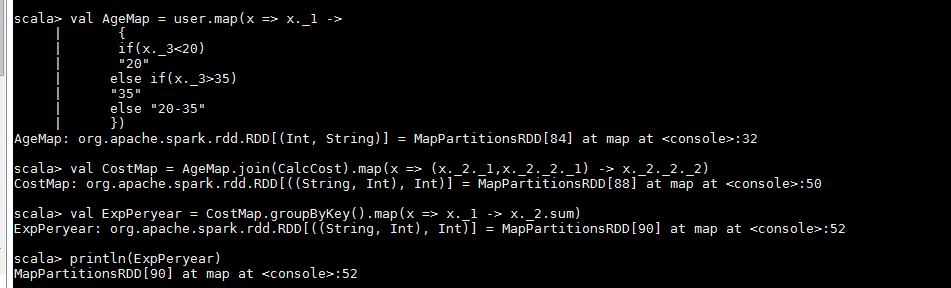 scala> val AgeMap = user.map(x => x._1 ->
| {
| if(x._3<20)
| "20"
| else if(x._3>35)
| "35"
| else "20-35"
| })
AgeMap: org.apache.spark.rdd.RDD[(Int, String)] = MapPartitionsRDD[84] at map at <console>:32
scala> val CostMap = AgeMap.join(CalcCost).map(x => (x._2._1,x._2._2._1) -> x._2._2._2)
CostMap: org.apache.spark.rdd.RDD[((String, Int), Int)] = MapPartitionsRDD[88] at map at <console>:50
scala> val ExpPeryear = CostMap.groupByKey().map(x => x._1 -> x._2.sum)
ExpPeryear: org.apache.spark.rdd.RDD[((String, Int), Int)] = MapPartitionsRDD[90] at map at <console>:52
scala> println(ExpPeryear)
MapPartitionsRDD[90] at map at <console>:52